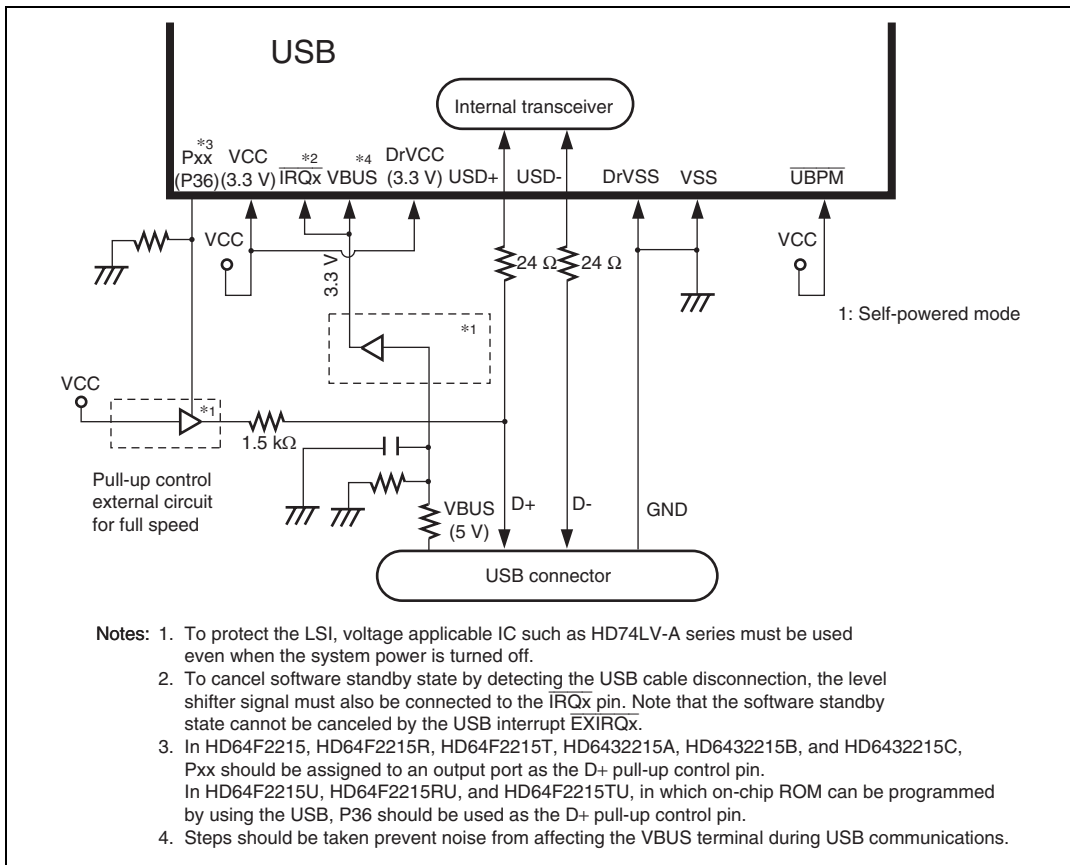 USB
Internal transceiver
*3 *2 *4
Pxx VCC IRQx VBUS DrVCC USD+ USD- DrVSS VSS UBPM
(P36) (3.3 V) (3.3 V)
VCC
VCC
3.3 V
24 Ω 24 Ω
1: Self-powered mode
*1
VCC
*1
1.5 kΩ
Pull-up control
external circuit
for full speed
VBUS
(5 V)
D+
D-
GND
USB connector
Notes: 1. To protect the LSI, voltage applicable IC such as HD74LV-A series must be used
even when the system power is turned off.
2. To cancel software standby state by detecting the USB cable disconnection, the level
shifter signal must also be connected to the IRQx pin. Note that the software standby
state cannot be canceled by the USB interrupt EXIRQx.
3. In HD64F2215, HD64F2215R, HD64F2215T, HD6432215A, HD6432215B, and HD6432215C,
Pxx should be assigned to an output port as the D+ pull-up control pin.
In HD64F2215U, HD64F2215RU, and HD64F2215TU, in which on-chip ROM can be programmed
by using the USB, P36 should be used as the D+ pull-up control pin.
4. Steps should be taken prevent noise from affecting the VBUS terminal during USB communications.